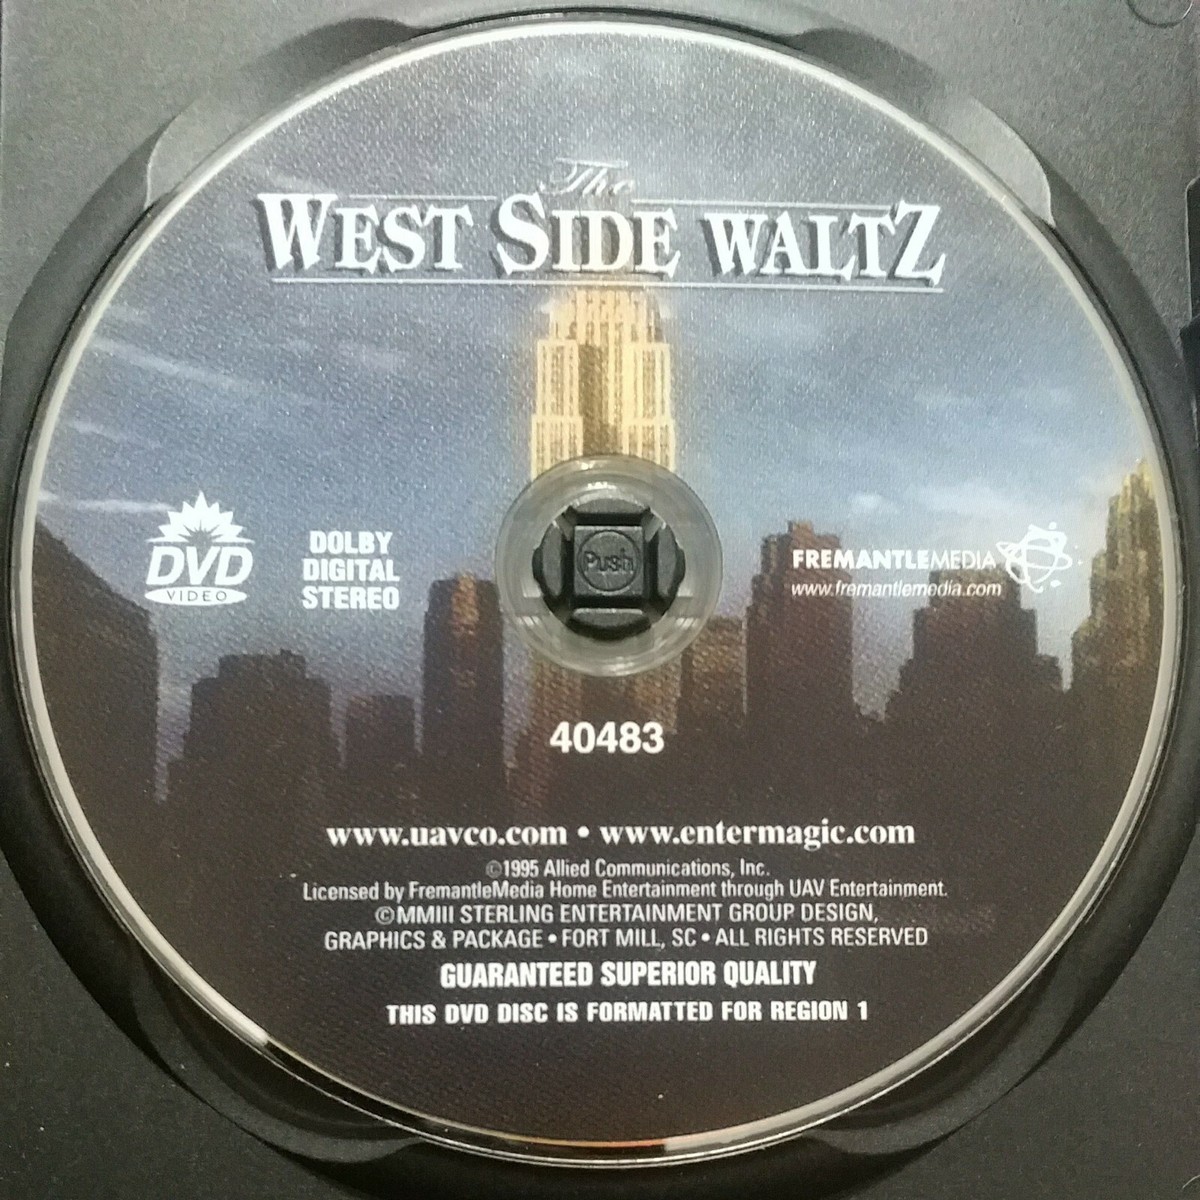 The
WEST SIDE WALTZ
DVD
VIDEO
DOLBY
DIGITAL
STEREO
Push
FREMANTLEMEDIA
www.fremantlemedia.com
40483
www.uavco.com • www.entermagic.com
©1995 Allied Communications, Inc.
Licensed by FremantleMedia Home Entertainment through UAV Entertainment.
©MMIII STERLING ENTERTAINMENT GROUP DESIGN,
GRAPHICS & PACKAGE • FORT MILL, SC • ALL RIGHTS RESERVED
GUARANTEED SUPERIOR QUALITY
THIS DVD DISC IS FORMATTED FOR REGION 1